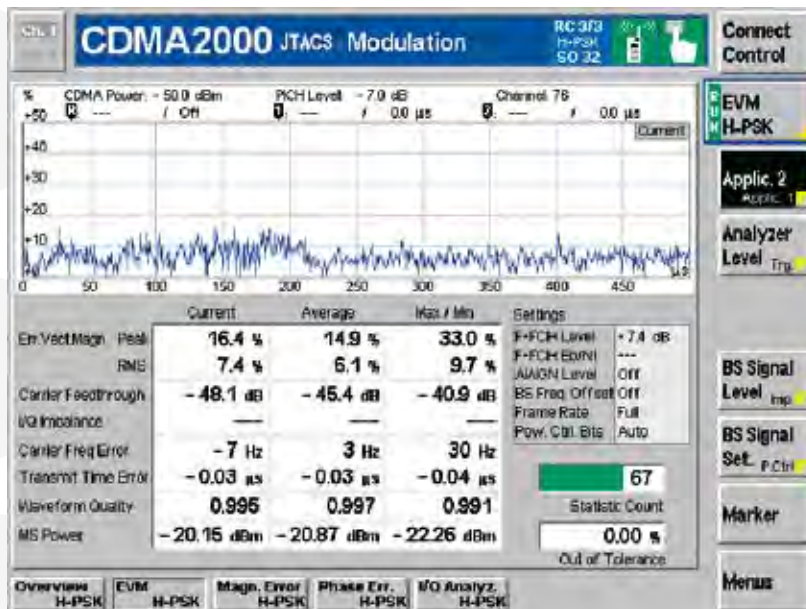 Ch. 1
CDMA2000 JTACS Modulation
RC 3/3
H-PSK
SO 32
Connect Control
% CDMA Power: - 50.0 dBm PICH Level: - 7.0 dB Channel: 76
--- / Off --- / 0.0 µs --- / 0.0 µs
Current
+50
+40
+30
+20
+10
0 50 100 150 200 250 300 350 400 450 µs
RUN
EVM H-PSK
Applic. 2
Applic. 1
Analyzer Level Trg.
Current Average Max / Min
Err.Vect.Magn. Peak 16.4 % 14.9 % 33.0 %
RMS 7.4 % 6.1 % 9.7 %
Carrier Feedthrough - 48.1 dB - 45.4 dB - 40.9 dB
I/Q Imbalance --- --- ---
Carrier Freq Error - 7 Hz 3 Hz 30 Hz
Transmit Time Error - 0.03 µs - 0.03 µs - 0.04 µs
Waveform Quality 0.995 0.997 0.991
MS Power - 20.15 dBm - 20.87 dBm - 22.26 dBm
Settings
F-FCH Level - 7.4 dB
F-FCH Eb/Nt ---
AWGN Level Off
BS Freq. Offset Off
Frame Rate Full
Pow. Ctrl. Bits Auto
67
Statistic Count
0.00 %
Out of Tolerance
BS Signal Level Imp.
BS Signal Set. P.Ctrl
Marker
Menus
Overview H-PSK
EVM H-PSK
Magn. Error H-PSK
Phase Err. H-PSK
I/Q Analyz. H-PSK